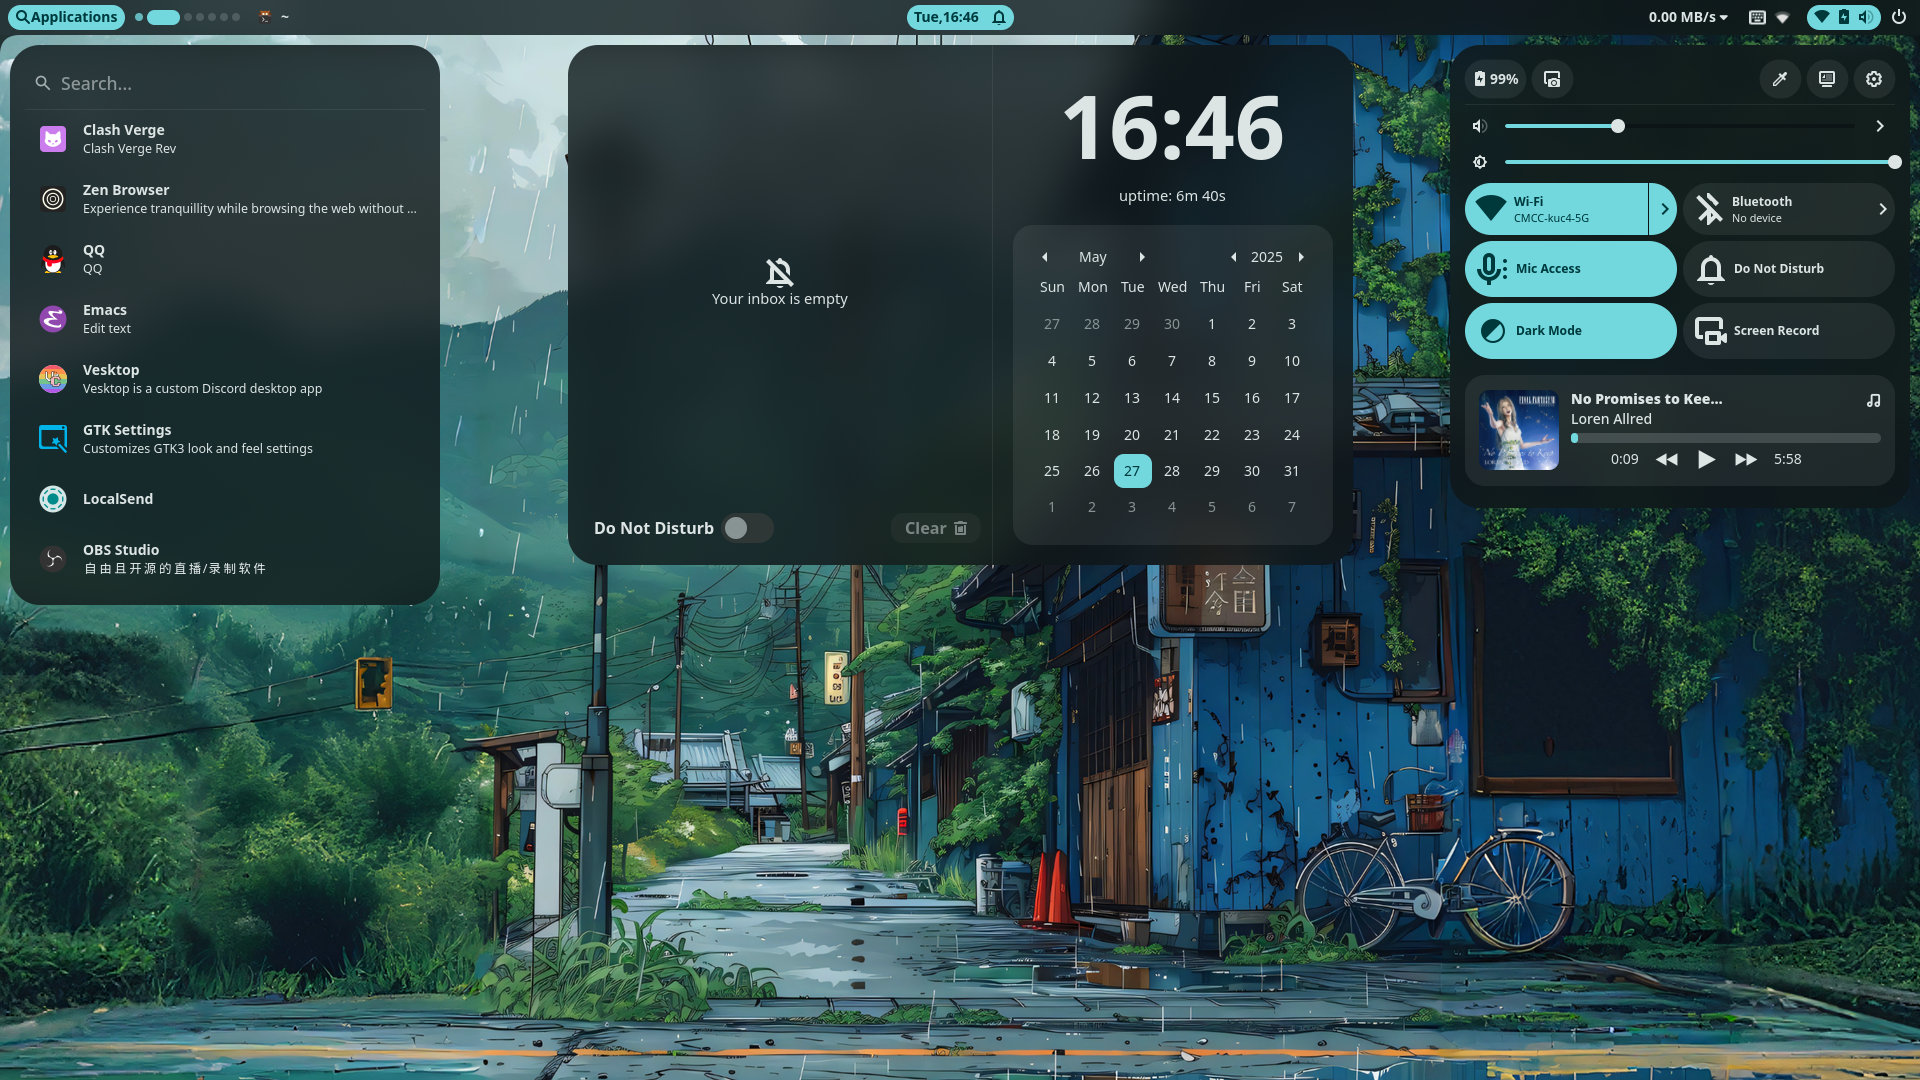 Applications
~
Tue,16:46
0.00 MB/s
Search...
Clash Verge
Clash Verge Rev
Zen Browser
Experience tranquillity while browsing the web without ...
QQ
QQ
Emacs
Edit text
Vesktop
Vesktop is a custom Discord desktop app
GTK Settings
Customizes GTK3 look and feel settings
LocalSend
OBS Studio
自由且开源的直播/录制软件
Your inbox is empty
Do Not Disturb
Clear
16:46
uptime: 6m 40s
May 2025
Sun Mon Tue Wed Thu Fri Sat
27 28 29 30 1 2 3
4 5 6 7 8 9 10
11 12 13 14 15 16 17
18 19 20 21 22 23 24
25 26 27 28 29 30 31
1 2 3 4 5 6 7
99%
Wi-Fi
CMCC-kuc4-5G
Bluetooth
No device
Mic Access
Do Not Disturb
Dark Mode
Screen Record
No Promises to Kee...
Loren Allred
0:09
5:58